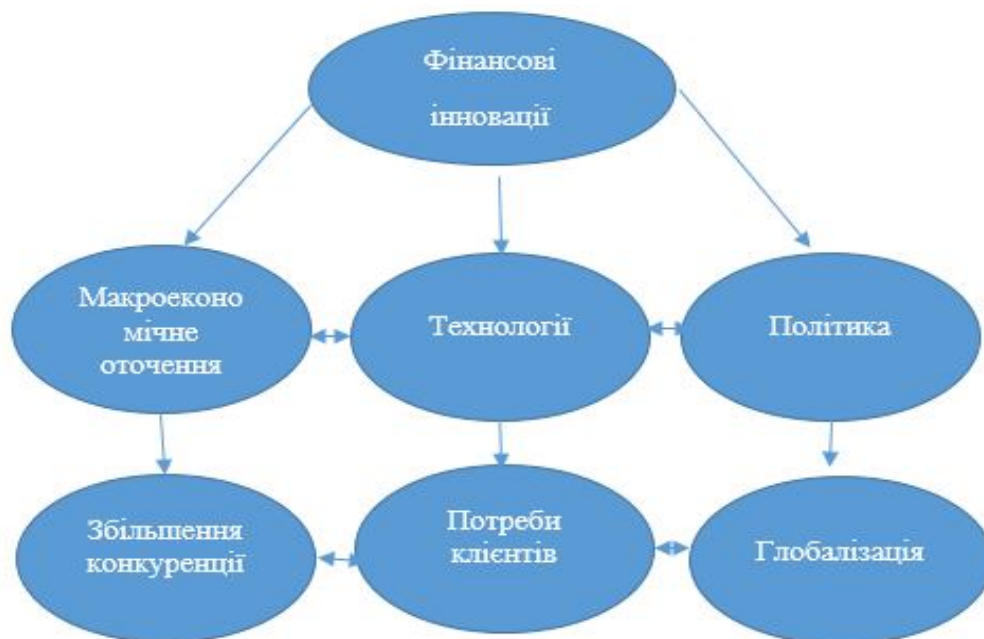 Фінансові
інновації
Макроеконо
мічне
оточення
Технології
Політика
Збільшення
конкуренції
Потреби
клієнтів
Глобалізація